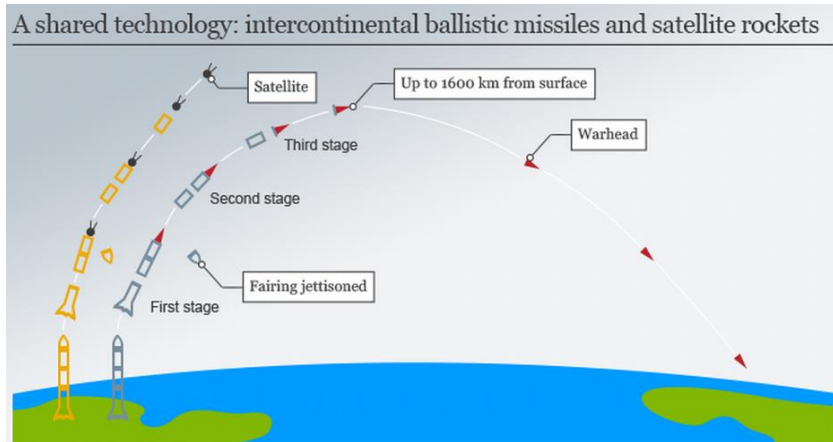 A shared technology: intercontinental ballistic missiles and satellite rockets
Satellite
Up to 1600 km from surface
Warhead
Third stage
Second stage
Fairing jettisoned
First stage